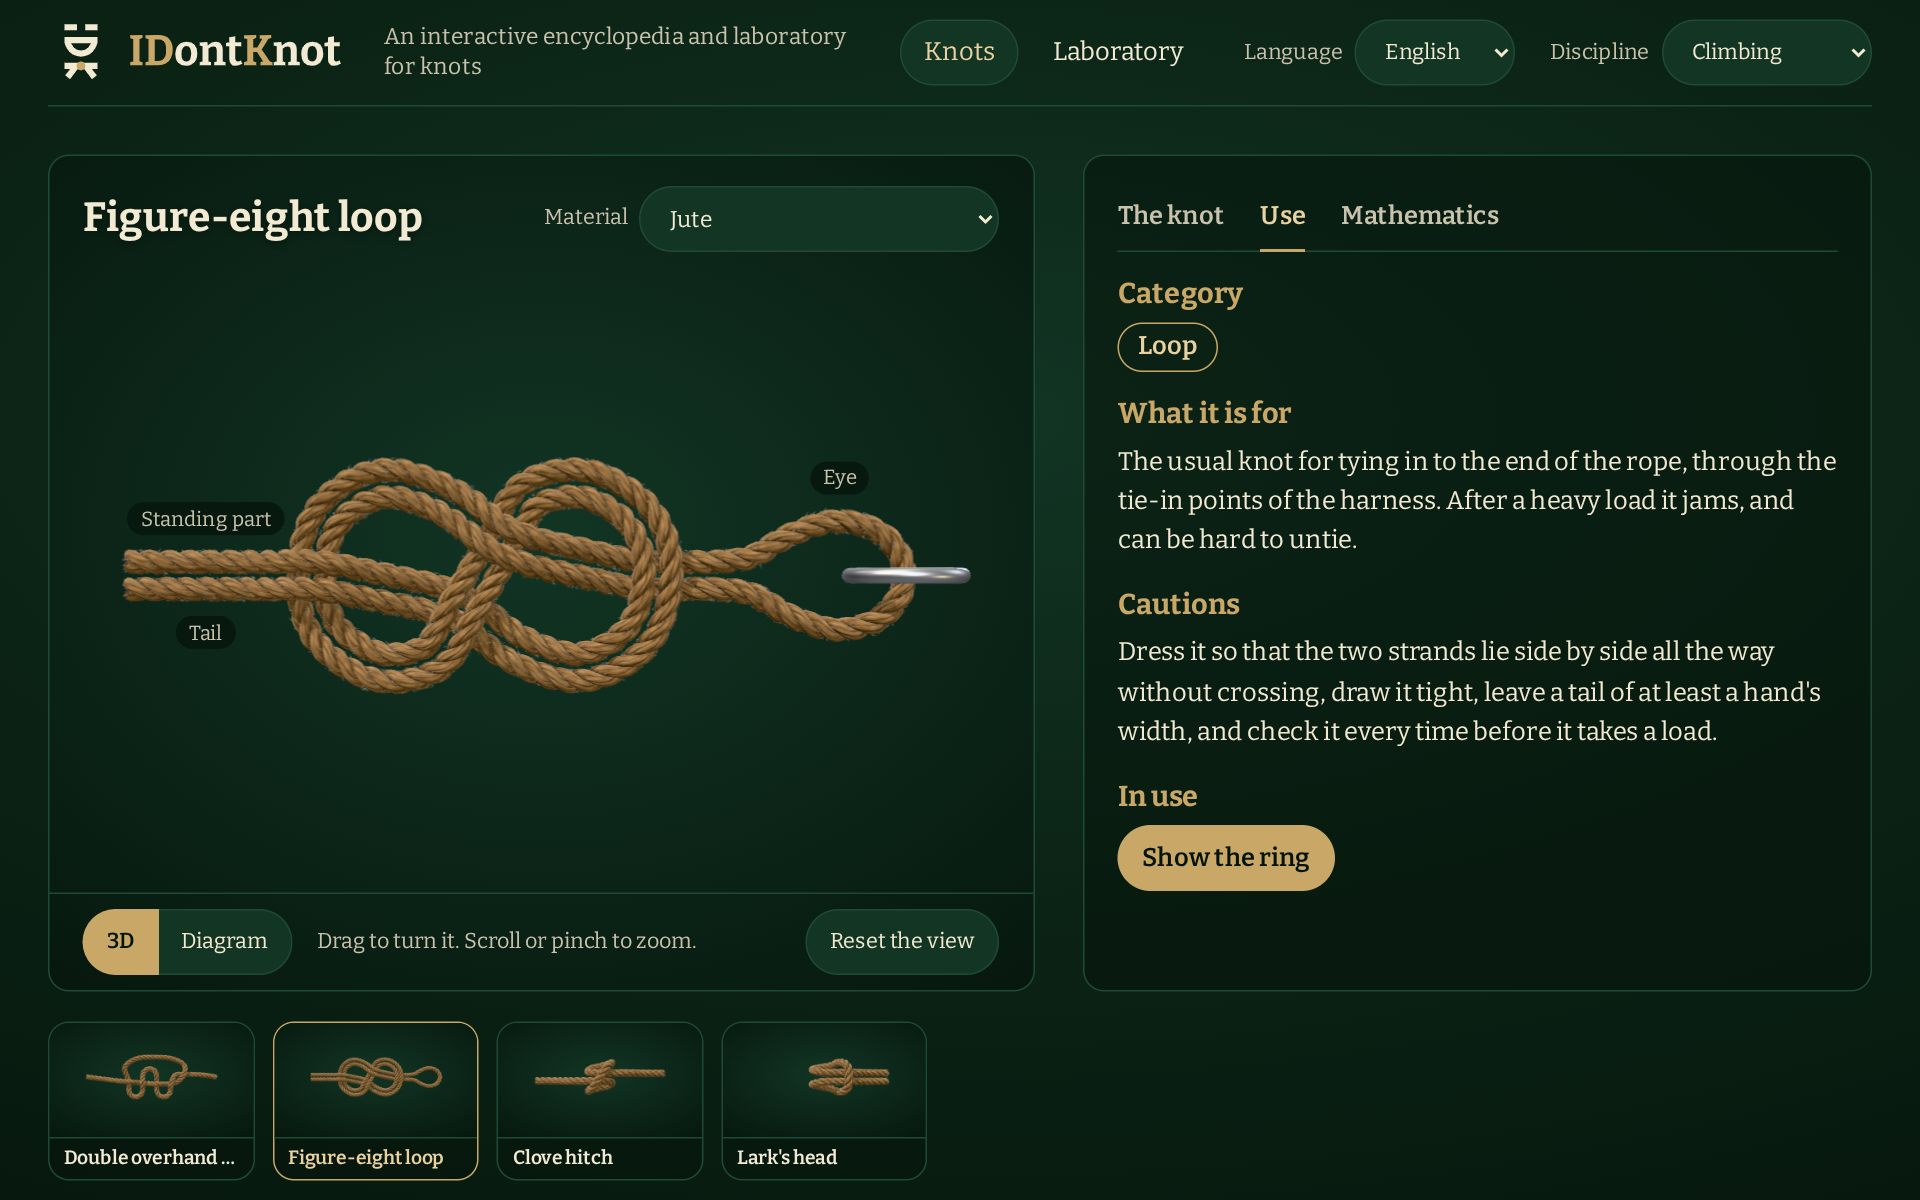 IDontKnot
An interactive encyclopedia and laboratory
for knots
Knots
Laboratory
Language
English
Discipline
Climbing
Figure-eight loop
Material
Jute
Standing part
Tail
Eye
3D
Diagram
Drag to turn it. Scroll or pinch to zoom.
Reset the view
The knot
Use
Mathematics
Category
Loop
What it is for
The usual knot for tying in to the end of the rope, through the
tie-in points of the harness. After a heavy load it jams, and
can be hard to untie.
Cautions
Dress it so that the two strands lie side by side all the way
without crossing, draw it tight, leave a tail of at least a hand's
width, and check it every time before it takes a load.
In use
Show the ring
Double overhand ...
Figure-eight loop
Clove hitch
Lark's head